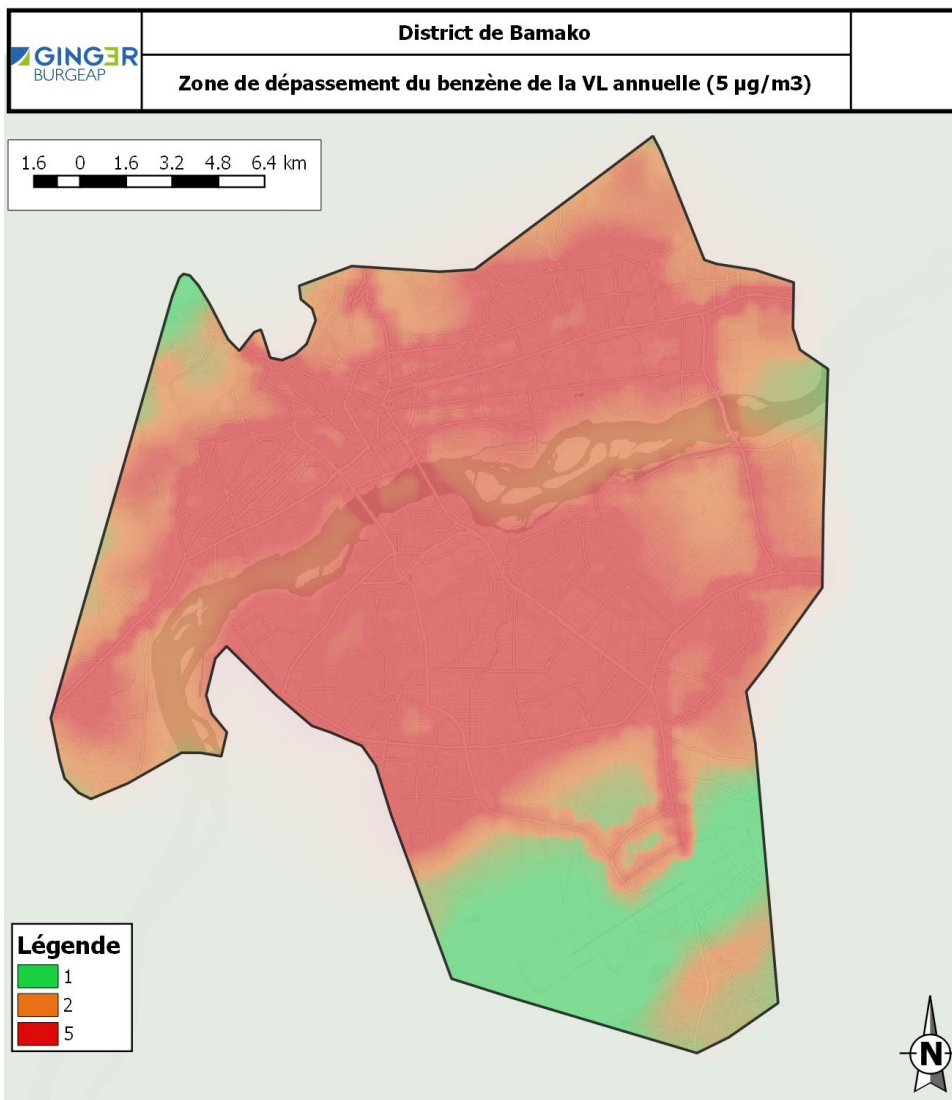 GINGER
BURGEAP
District de Bamako
Zone de dépassement du benzène de la VL annuelle (5 µg/m3)
1.6 0 1.6 3.2 4.8 6.4 km
Légende
1
2
5
N